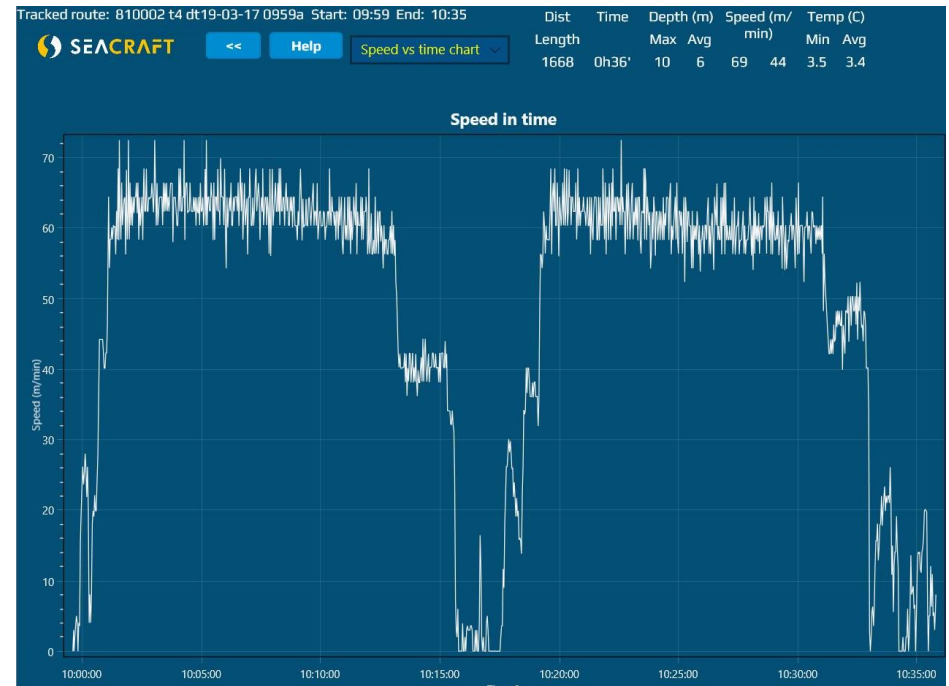 Tracked route: 810002 t4 dt19-03-17 0959a Start: 09:59 End: 10:35
SEACRAFT
<<
Help
Speed vs time chart
Dist Time Depth (m) Speed (m/min) Temp (C)
Length Max Avg Min Avg
1668 0h36' 10 6 69 44 3.5 3.4
Speed in time
Speed (m/min)
70
60
50
40
30
20
10
0
10:00:00 10:05:00 10:10:00 10:15:00 10:20:00 10:25:00 10:30:00 10:35:00